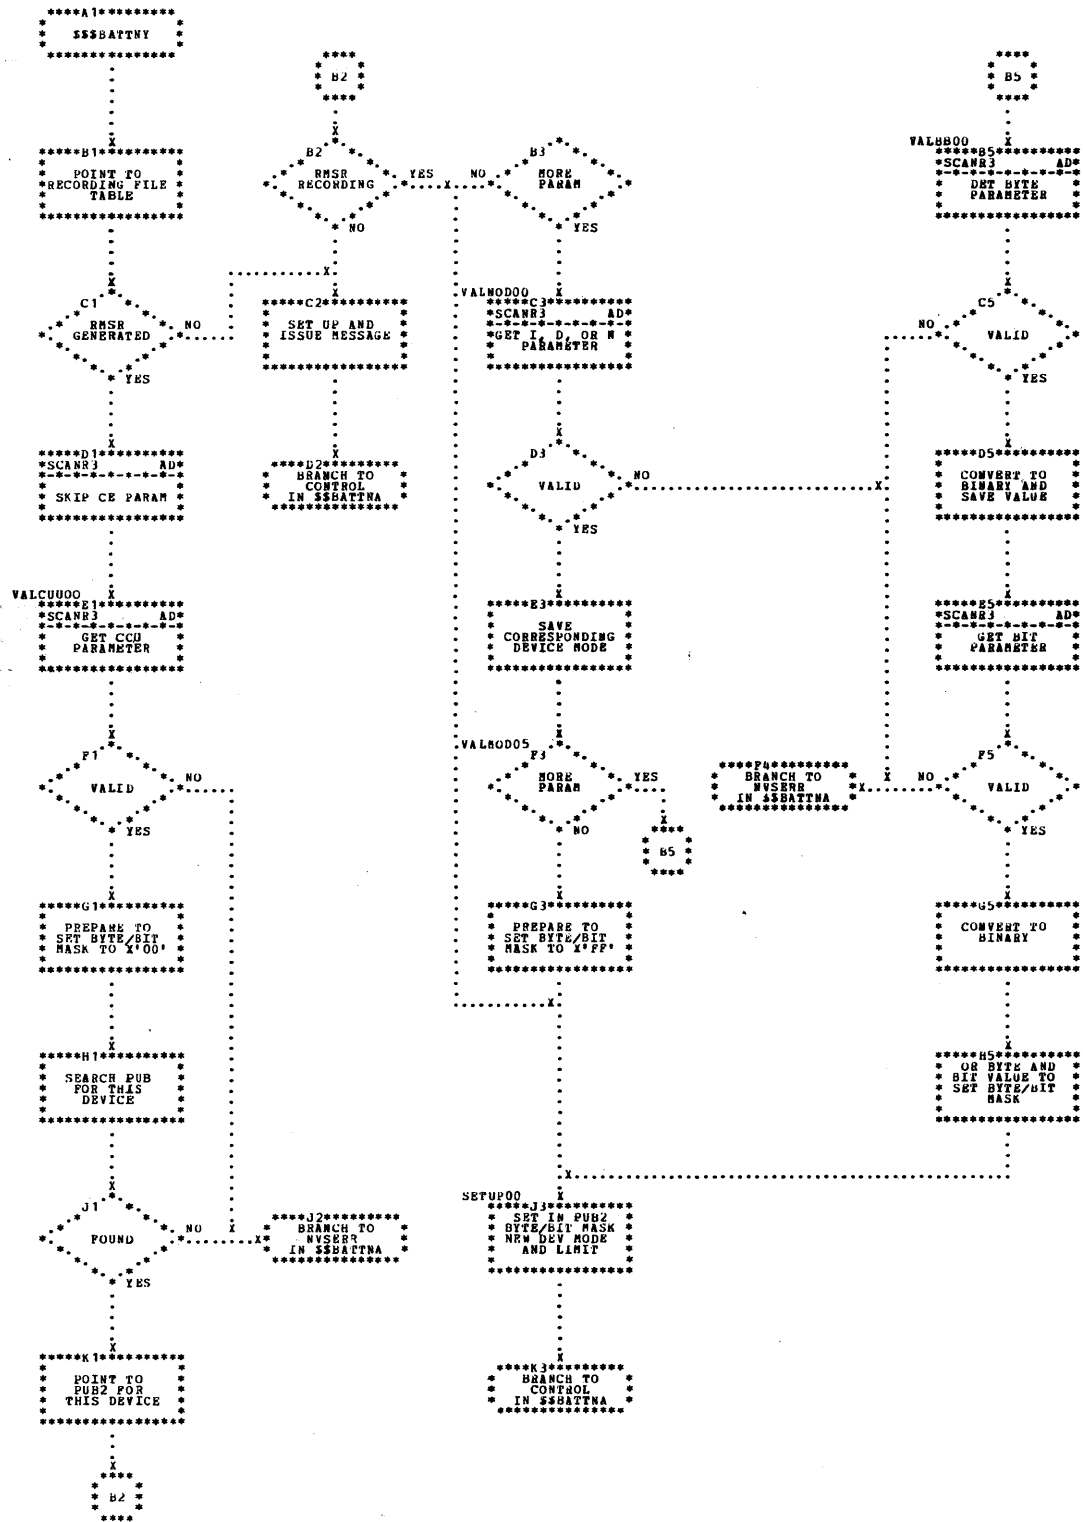 ****A1*********
$$$BATTNY
B2
B5
*****B1**********
POINT TO
RECORDING FILE
TABLE
B2
RMSR
RECORDING
YES
NO
B3
MORE
PARAM
NO
YES
VALBB00
*****B5**********
*SCANR3 AD*
DET BYTE
PARAMETER
C1
RMSR
GENERATED
NO
YES
*****C2**********
SET UP AND
ISSUE MESSAGE
VALMOD00
*****C3**********
*SCANR3 AD*
*GET I, D, OR N *
PARAMETER
C5
VALID
NO
YES
*****D1**********
*SCANR3 AD*
SKIP CE PARAM
****D2*********
BRANCH TO
CONTROL
IN $$BATTNA
D3
VALID
NO
YES
*****D5**********
CONVERT TO
BINARY AND
SAVE VALUE
VALCUU00
*****E1**********
*SCANR3 AD*
GET CCU
PARAMETER
*****E3**********
SAVE
CORRESPONDING
DEVICE MODE
*****E5**********
*SCANR3 AD*
GET BIT
PARAMETER
F1
VALID
NO
YES
VALMOD05
F3
MORE
PARAM
YES
NO
B5
****F4*********
BRANCH TO
NVSERR
IN $$BATTNA
F5
VALID
NO
YES
*****G1**********
PREPARE TO
SET BYTE/BIT
MASK TO X'00'
*****G3**********
PREPARE TO
SET BYTE/BIT
MASK TO X'FF'
*****G5**********
CONVERT TO
BINARY
*****H1**********
SEARCH PUB
FOR THIS
DEVICE
*****H5**********
OR BYTE AND
BIT VALUE TO
SET BYTE/BIT
MASK
J1
FOUND
NO
YES
****J2*********
BRANCH TO
NVSERR
IN $$BATTNA
SETUP00
*****J3**********
SET IN PUB2
BYTE/BIT MASK
NEW DEV MODE
AND LIMIT
*****K1**********
POINT TO
PUB2 FOR
THIS DEVICE
****K3*********
BRANCH TO
CONTROL
IN $$BATTNA
B2